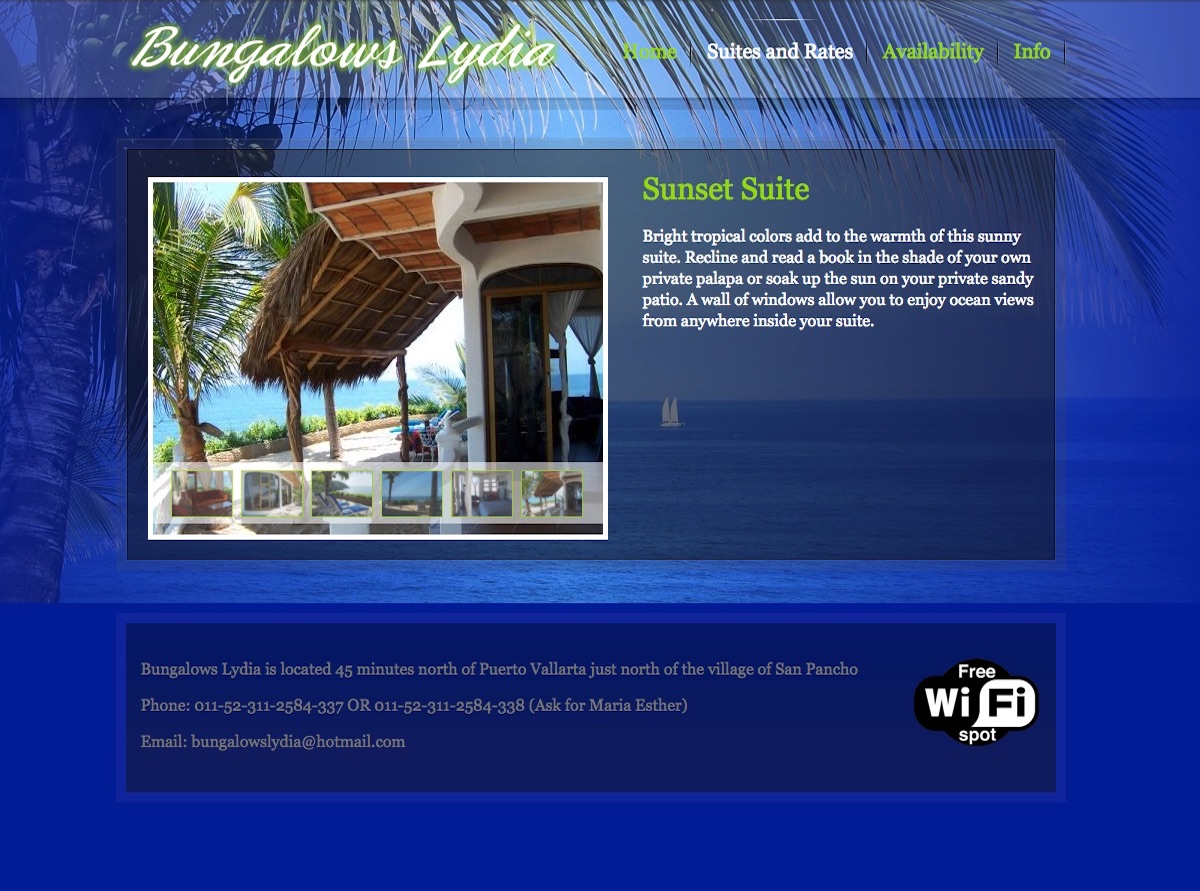 Bungalows Lydia
Home
Suites and Rates
Availability
Info
Sunset Suite
Bright tropical colors add to the warmth of this sunny
suite. Recline and read a book in the shade of your own
private palapa or soak up the sun on your private sandy
patio. A wall of windows allow you to enjoy ocean views
from anywhere inside your suite.
Bungalows Lydia is located 45 minutes north of Puerto Vallarta just north of the village of San Pancho
Phone: 011-52-311-2584-337 OR 011-52-311-2584-338 (Ask for Maria Esther)
Email: bungalowslydia@hotmail.com
Free
Wi Fi
spot